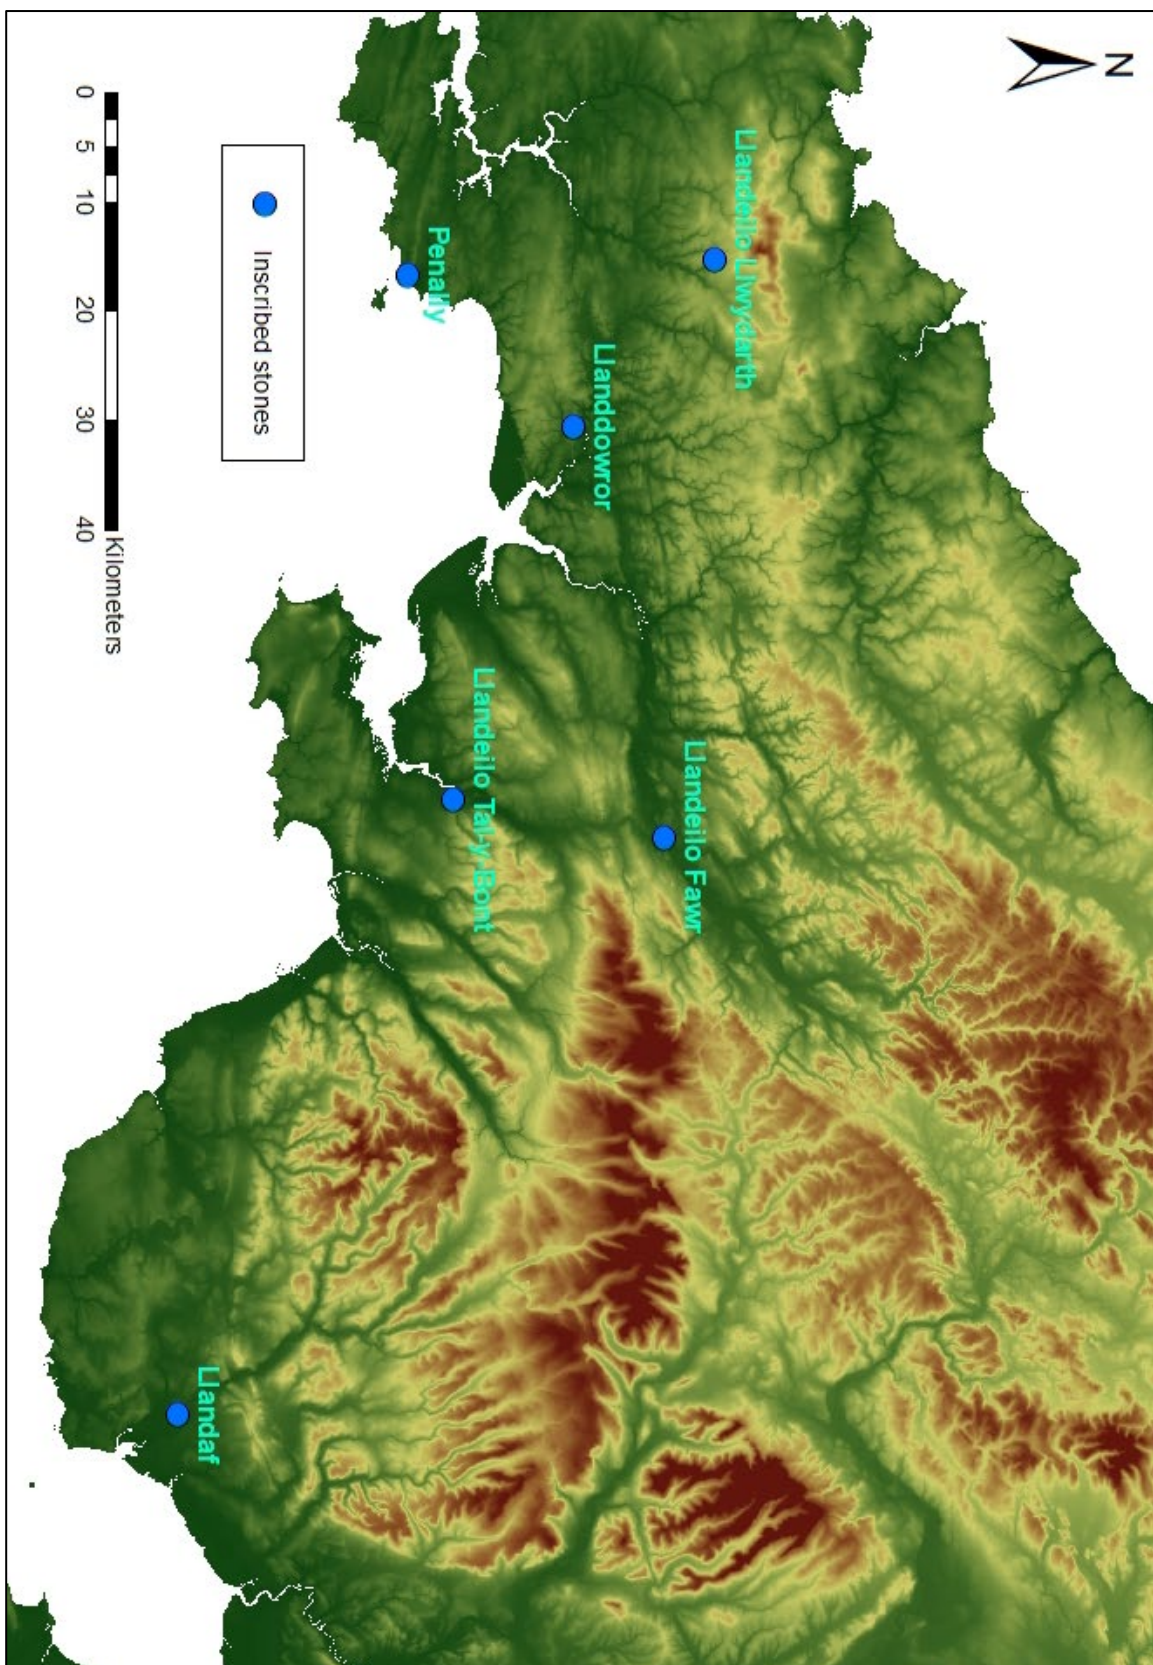 N
Llandeilo Llwydarth
Penally
Llanddowror
Llandeilo Tal-y-Bont
Llandeilo Fawr
Llandaf
Inscribed stones
0 5 10 20 30 40
Kilometers